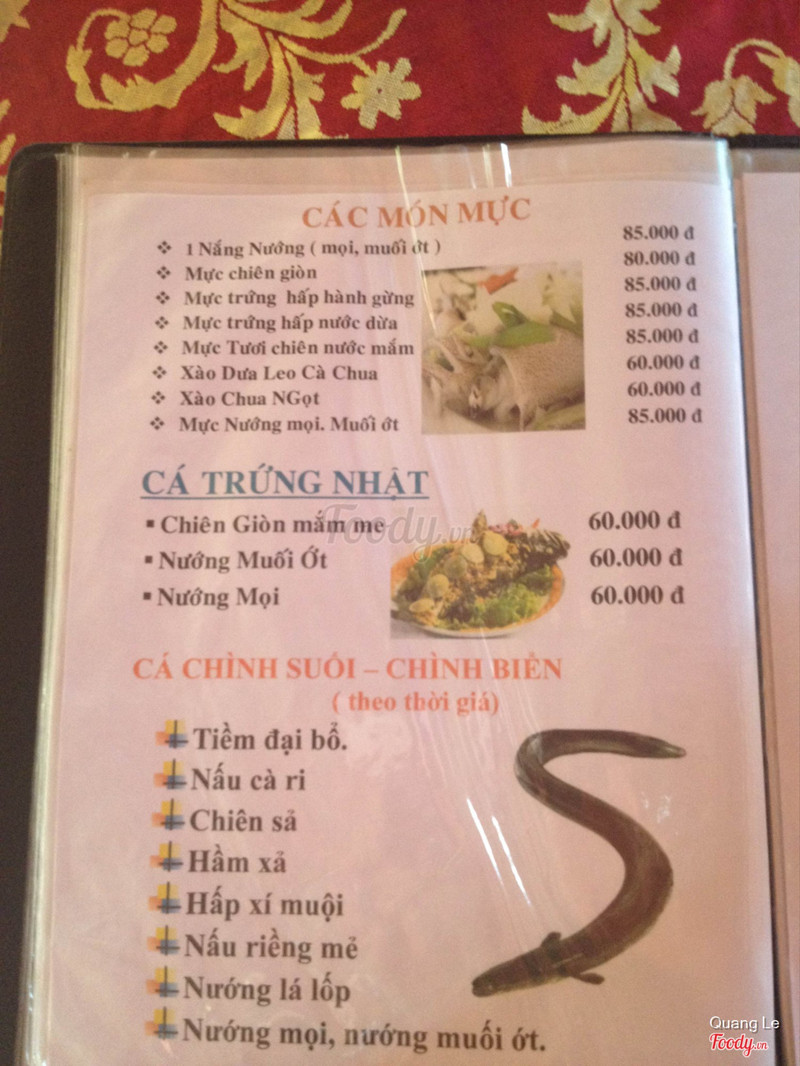 CÁC MÓN MỰC
❖ 1 Nắng Nướng ( mọi, muối ớt ) 85.000 đ
❖ Mực chiên giòn 80.000 đ
❖ Mực trứng hấp hành gừng 85.000 đ
❖ Mực trứng hấp nước dừa 85.000 đ
❖ Mực Tươi chiên nước mắm 85.000 đ
❖ Xào Dưa Leo Cà Chua 60.000 đ
❖ Xào Chua NGọt 60.000 đ
❖ Mực Nướng mọi. Muối ớt 85.000 đ
CÁ TRỨNG NHẬT
▪ Chiên Giòn mắm me 60.000 đ
▪ Nướng Muối Ớt 60.000 đ
▪ Nướng Mọi 60.000 đ
Foody.vn
CÁ CHÌNH SUỐI – CHÌNH BIỂN
( theo thời giá)
Tiềm đại bổ.
Nấu cà ri
Chiên sả
Hầm xả
Hấp xí muội
Nấu riềng mẻ
Nướng lá lốp
Nướng mọi, nướng muối ớt.
Quang Le
Foody.vn